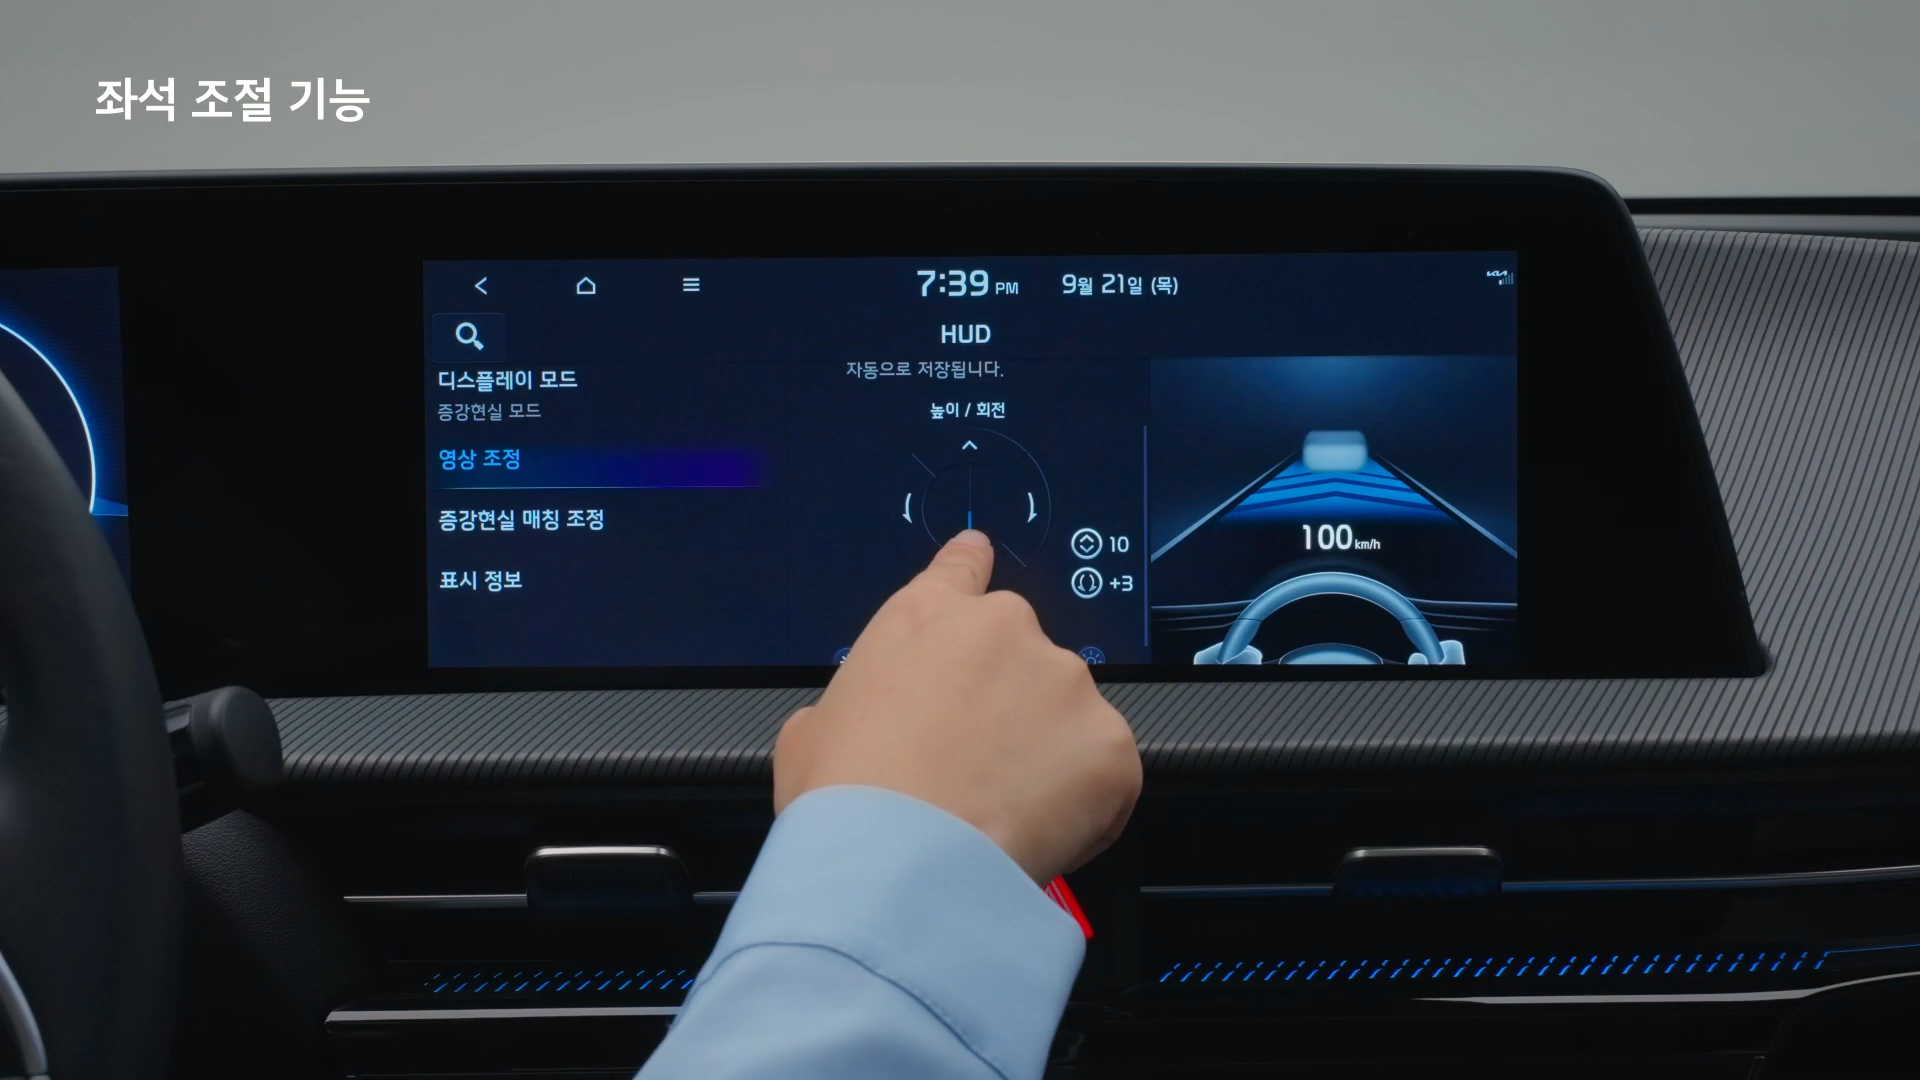 좌석 조절 기능
7:39 PM
9월 21일 (목)
KIA
HUD
자동으로 저장됩니다.
디스플레이 모드
증강현실 모드
영상 조정
증강현실 매칭 조정
표시 정보
높이 / 회전
10
+3
100 km/h